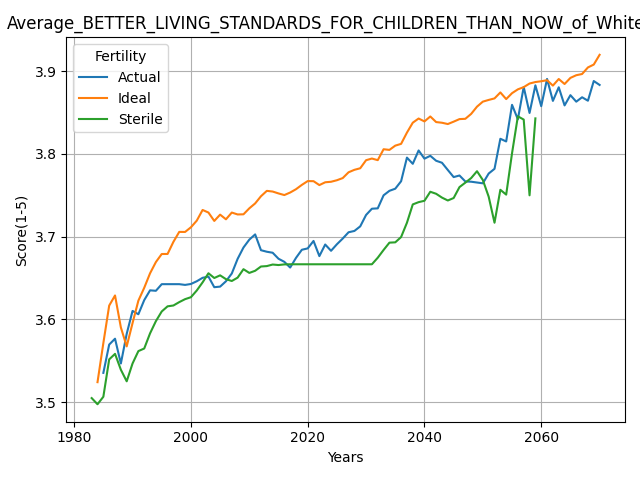 Average_BETTER_LIVING_STANDARDS_FOR_CHILDREN_THAN_NOW_of_White
Fertility
Actual
Ideal
Sterile
3.9
3.8
3.7
3.6
3.5
Score(1-5)
1980 2000 2020 2040 2060
Years